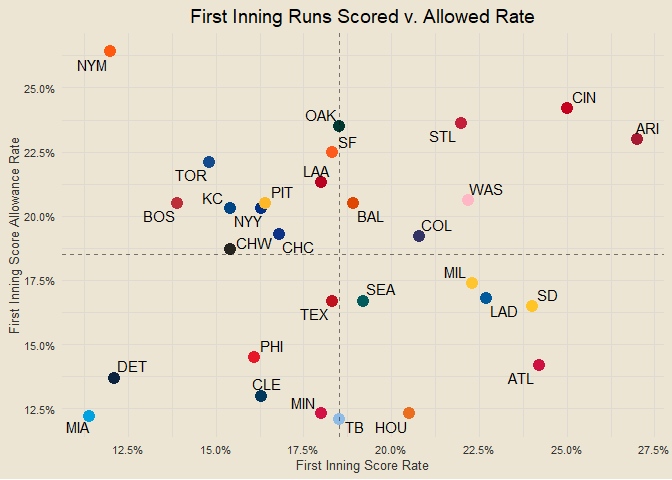 First Inning Runs Scored v. Allowed Rate
NYM
25.0%
CIN
OAK
ARI
STL
SF
22.5%
TOR
LAA
WAS
KC
PIT
BOS
NYY
BAL
20.0%
COL
CHW
CHC
First Inning Score Allowance Rate
MIL
17.5%
SEA
SD
TEX
LAD
15.0%
PHI
DET
ATL
CLE
MIN
12.5%
MIA
TB
HOU
12.5%
15.0%
17.5%
20.0%
22.5%
25.0%
27.5%
First Inning Score Rate